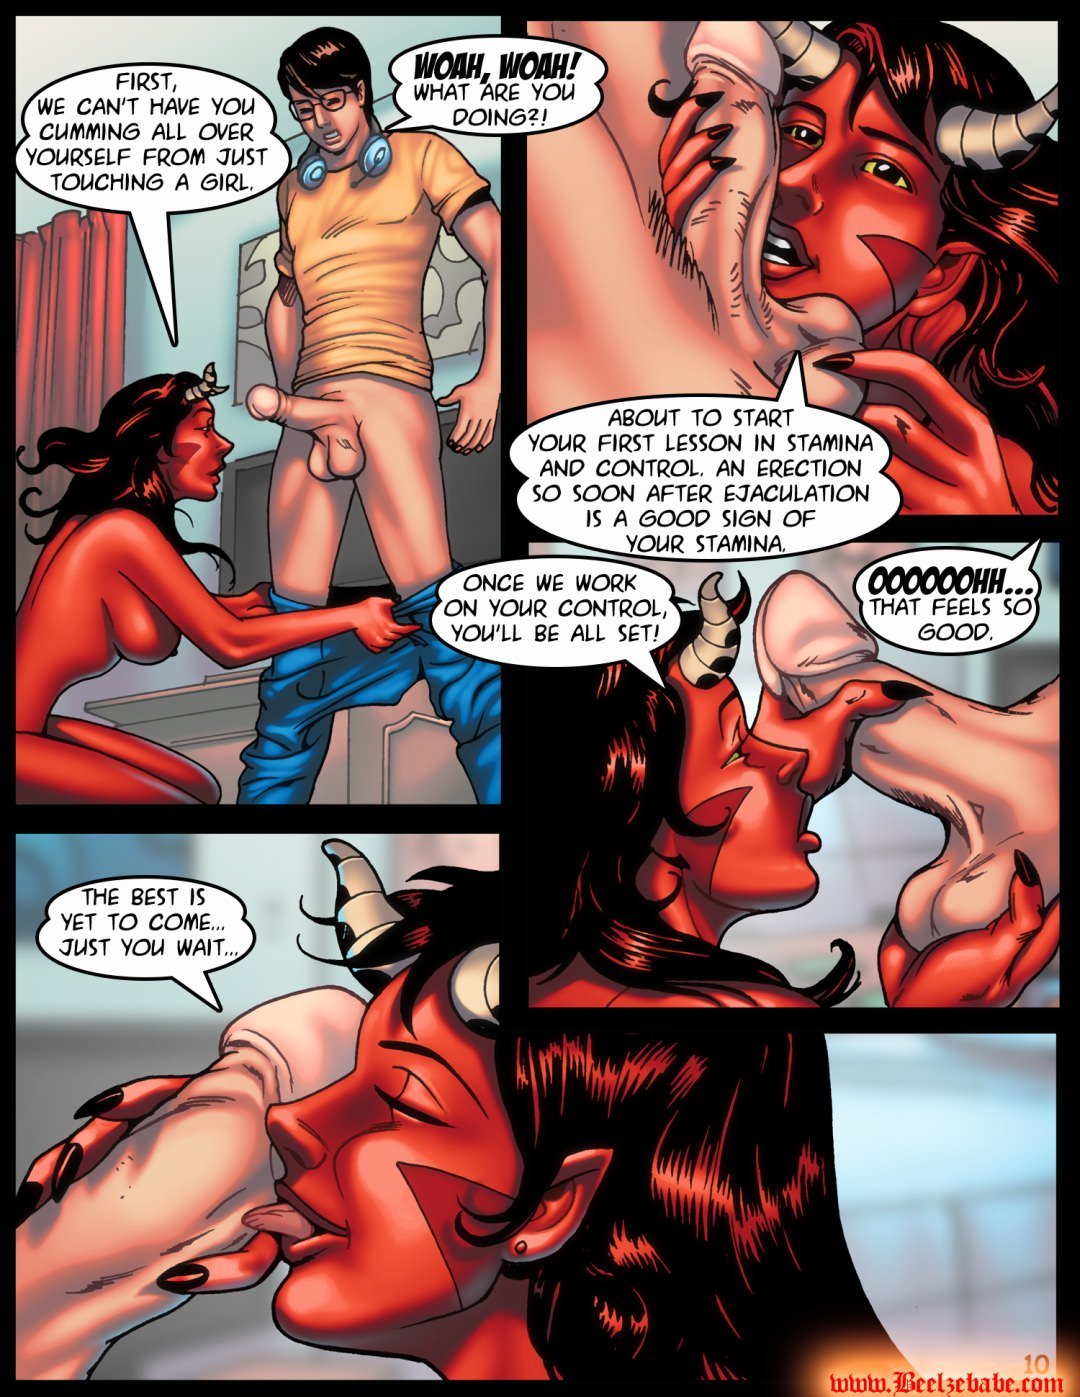 FIRST,
WE CAN'T HAVE YOU
CUMMING ALL OVER
YOURSELF FROM JUST
TOUCHING A GIRL.
WOAH, WOAH!
WHAT ARE YOU
DOING?!
ABOUT TO START
YOUR FIRST LESSON IN STAMINA
AND CONTROL. AN ERECTION
SO SOON AFTER EJACULATION
IS A GOOD SIGN OF
YOUR STAMINA.
ONCE WE WORK
ON YOUR CONTROL,
YOU'LL BE ALL SET!
OOOOOOHH...
THAT FEELS SO
GOOD.
THE BEST IS
YET TO COME...
JUST YOU WAIT...
10
www.Beelzebabe.com